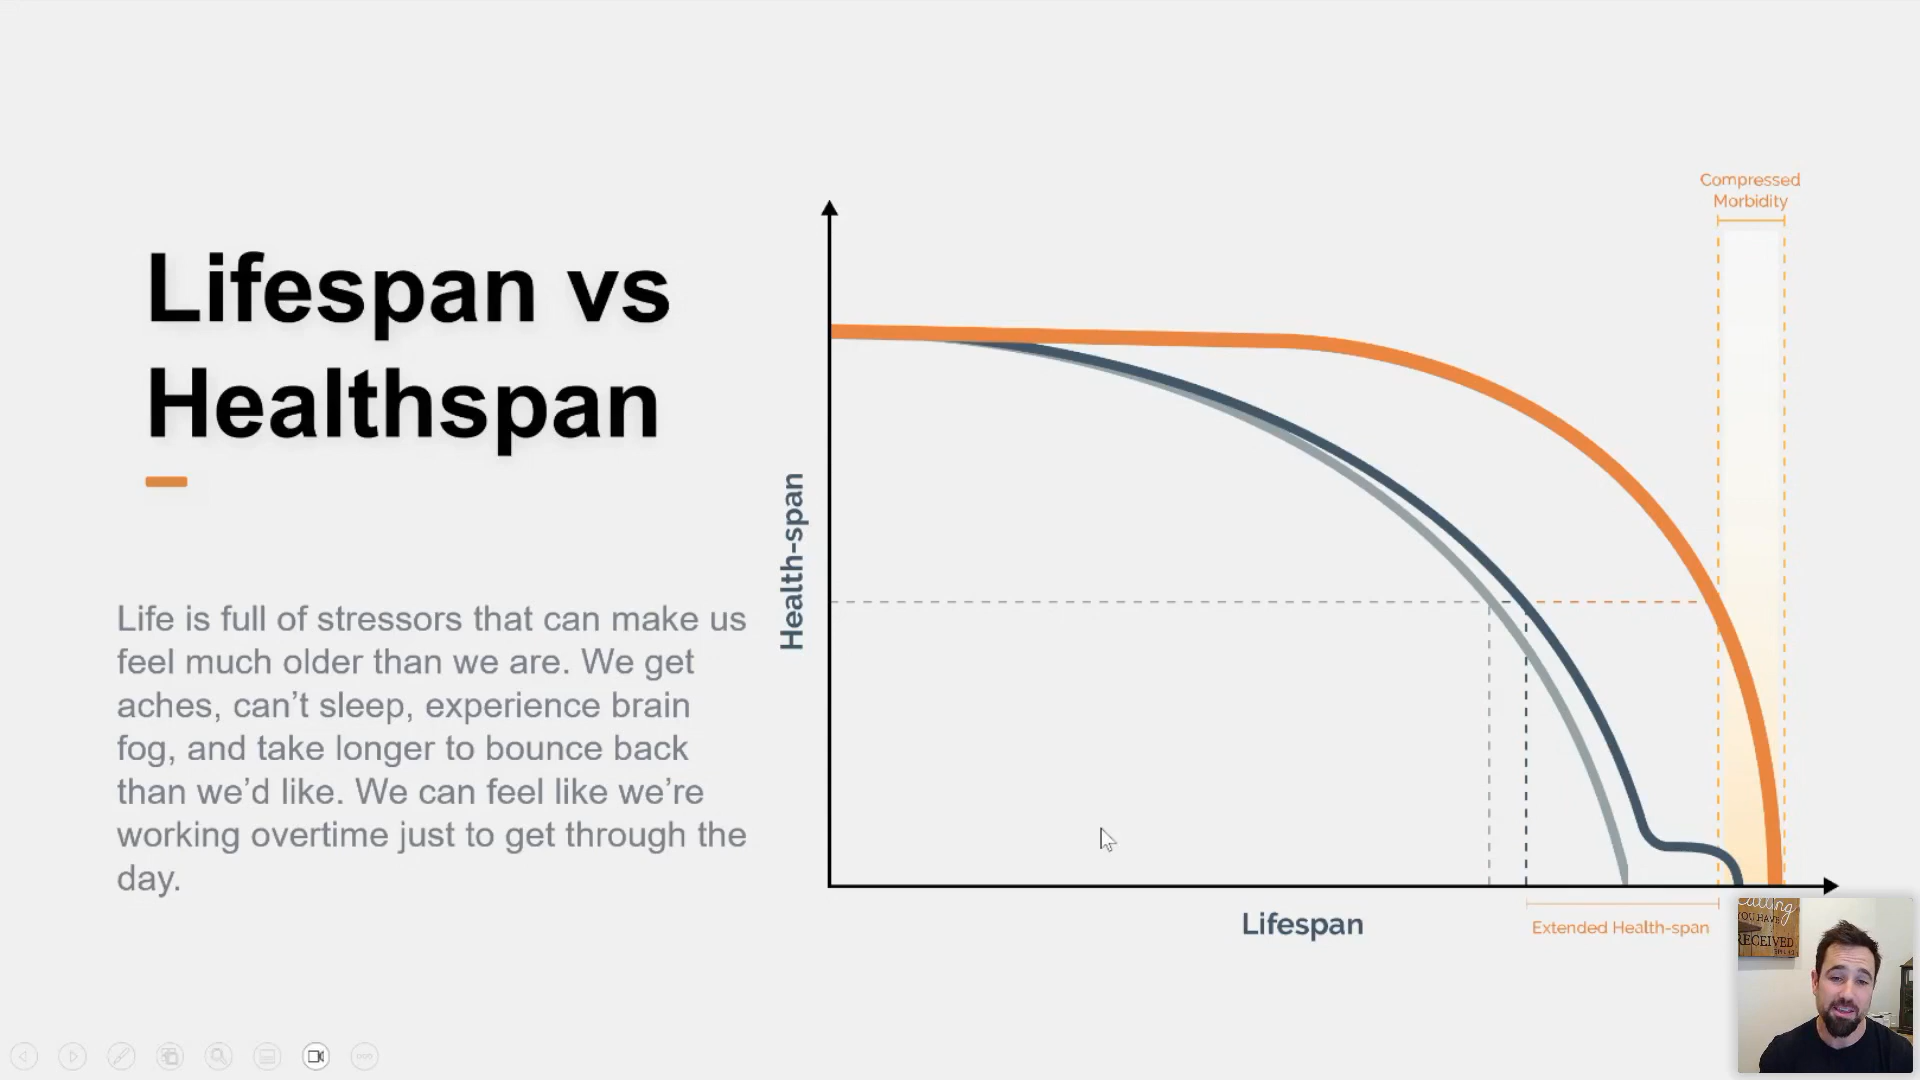 Lifespan vs
Healthspan
Life is full of stressors that can make us
feel much older than we are. We get
aches, can’t sleep, experience brain
fog, and take longer to bounce back
than we’d like. We can feel like we’re
working overtime just to get through the
day.
Compressed
Morbidity
Health-span
Lifespan
Extended Health-span
calling
YOU HAVE
RECEIVED